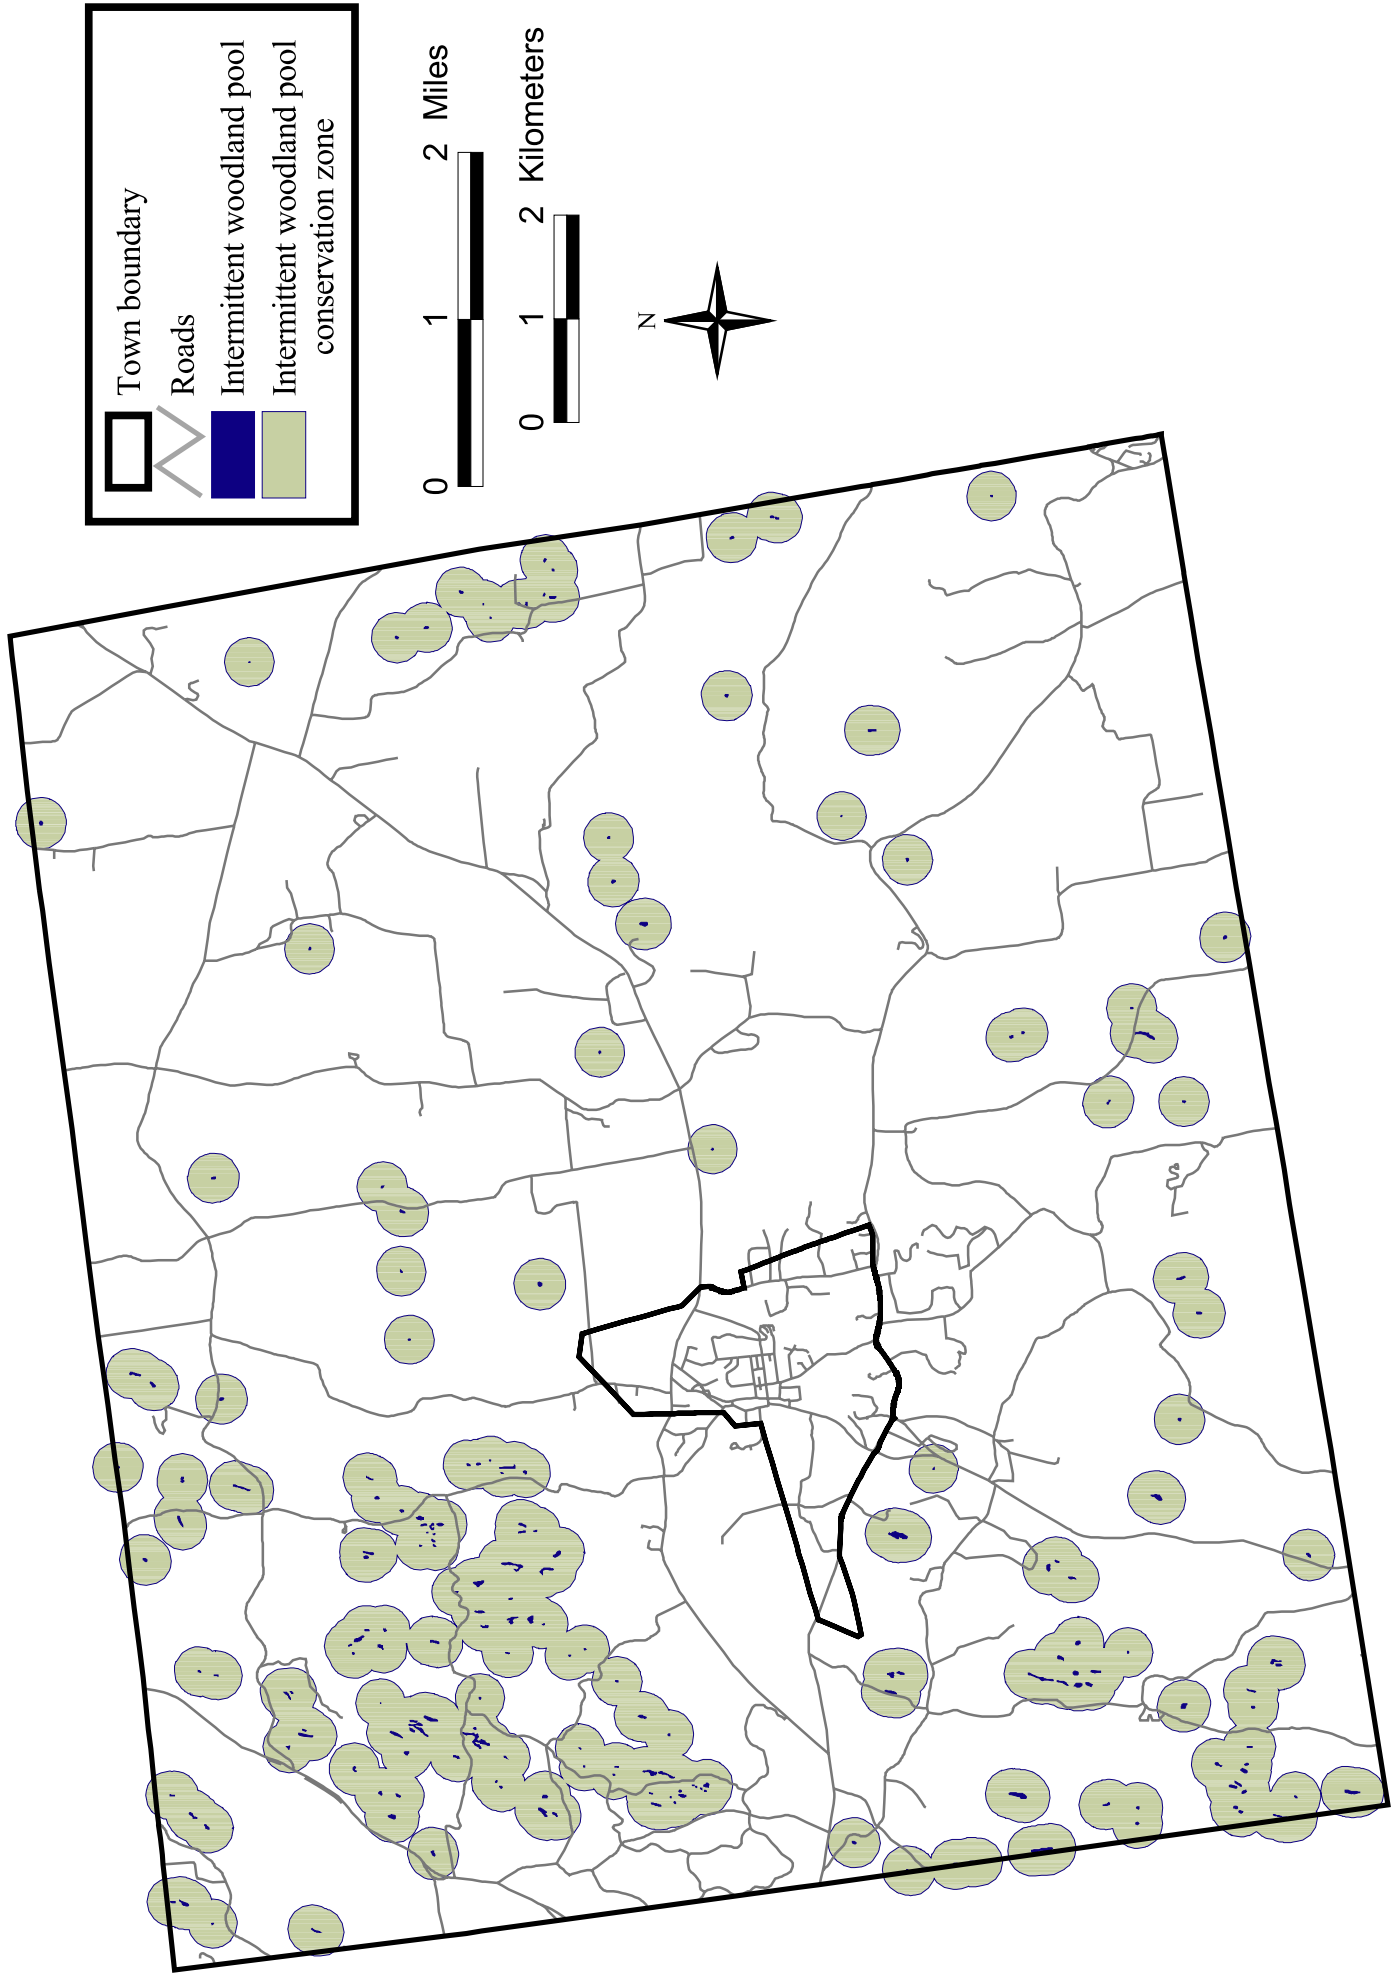 Town boundary
Roads
Intermittent woodland pool
Intermittent woodland pool
conservation zone
0 1 2 Miles
0 1 2 Kilometers
N